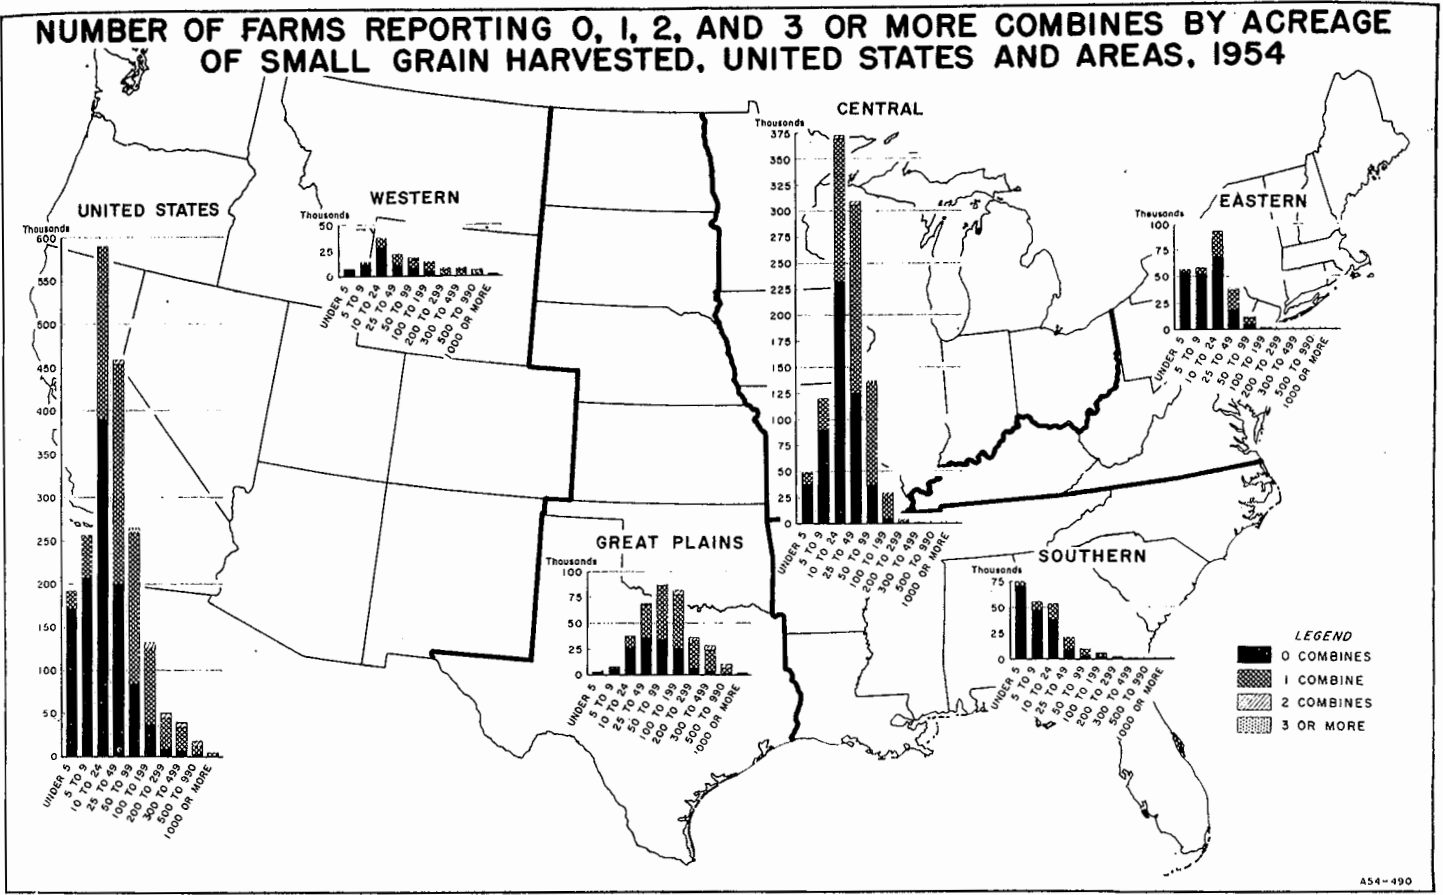 NUMBER OF FARMS REPORTING 0, 1, 2, AND 3 OR MORE COMBINES BY ACREAGE
OF SMALL GRAIN HARVESTED, UNITED STATES AND AREAS, 1954
UNITED STATES
Thousands
600
550
500
450
400
350
300
250
200
150
100
50
0
UNDER 5
5 TO 9
10 TO 24
25 TO 49
50 TO 99
100 TO 199
200 TO 299
300 TO 499
500 TO 990
1000 OR MORE
WESTERN
Thousands
50
25
0
UNDER 5
5 TO 9
10 TO 24
25 TO 49
50 TO 99
100 TO 199
200 TO 299
300 TO 499
500 TO 990
1000 OR MORE
GREAT PLAINS
Thousands
100
75
50
25
0
UNDER 5
5 TO 9
10 TO 24
25 TO 49
50 TO 99
100 TO 199
200 TO 299
300 TO 499
500 TO 990
1000 OR MORE
CENTRAL
Thousands
375
350
325
300
275
250
225
200
175
150
125
100
75
50
25
0
UNDER 5
5 TO 9
10 TO 24
25 TO 49
50 TO 99
100 TO 199
200 TO 299
300 TO 499
500 TO 990
1000 OR MORE
EASTERN
Thousands
100
75
50
25
0
UNDER 5
5 TO 9
10 TO 24
25 TO 49
50 TO 99
100 TO 199
200 TO 299
300 TO 499
500 TO 990
1000 OR MORE
SOUTHERN
Thousands
75
50
25
0
UNDER 5
5 TO 9
10 TO 24
25 TO 49
50 TO 99
100 TO 199
200 TO 299
300 TO 499
500 TO 990
1000 OR MORE
LEGEND
0 COMBINES
1 COMBINE
2 COMBINES
3 OR MORE
A54-490